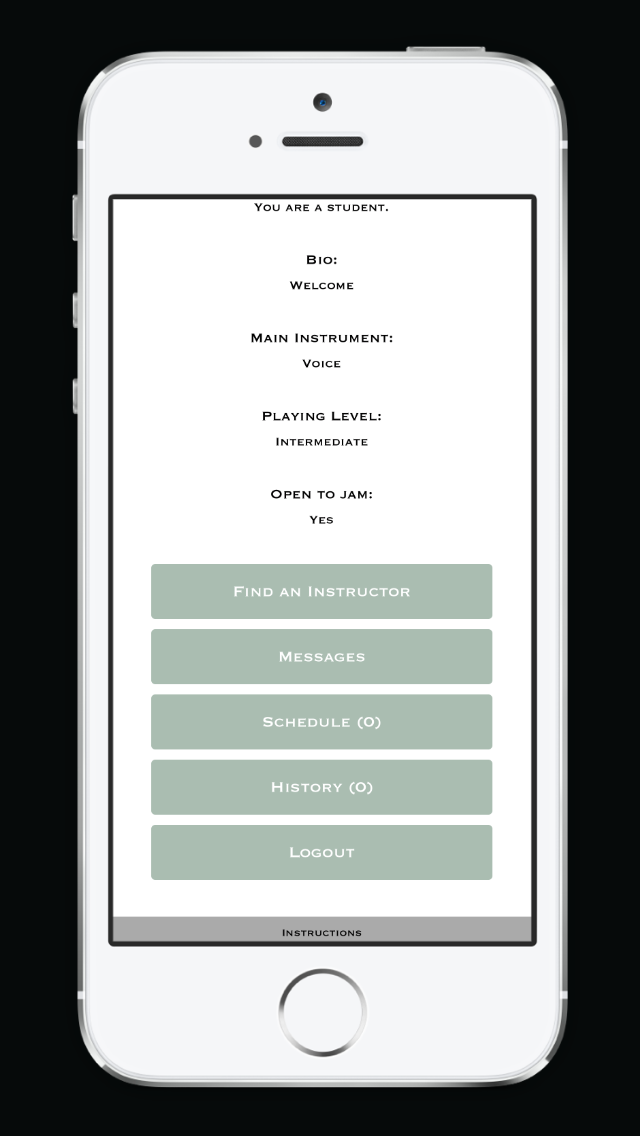 You are a student.
Bio:
Welcome
Main Instrument:
Voice
Playing Level:
Intermediate
Open to jam:
Yes
Find an Instructor
Messages
Schedule (0)
History (0)
Logout
Instructions